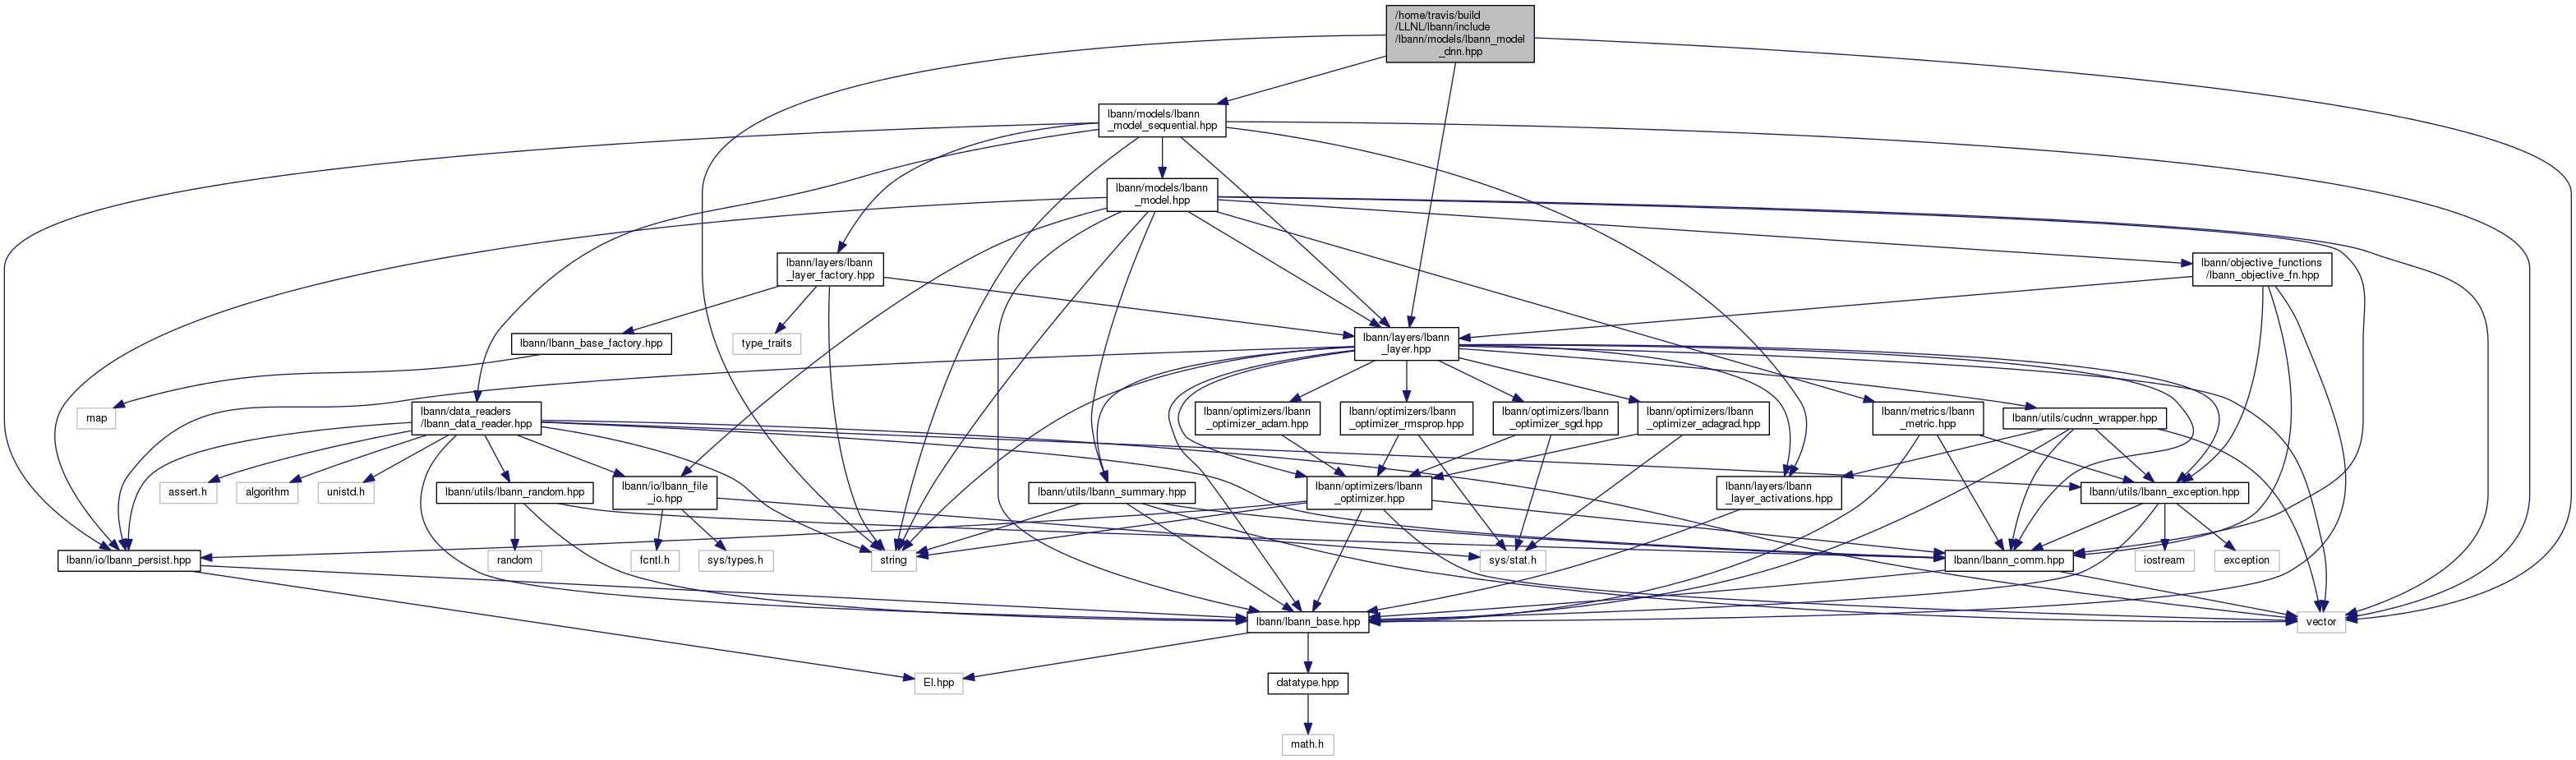 /home/travis/build
/LLNL/lbann/include
/lbann/models/lbann_model
_dnn.hpp
lbann/models/lbann
_model_sequential.hpp
lbann/models/lbann
_model.hpp
lbann/layers/lbann
_layer_factory.hpp
lbann/objective_functions
/lbann_objective_fn.hpp
lbann/lbann_base_factory.hpp
type_traits
lbann/layers/lbann
_layer.hpp
map
lbann/data_readers
/lbann_data_reader.hpp
lbann/optimizers/lbann
_optimizer_adam.hpp
lbann/optimizers/lbann
_optimizer_rmsprop.hpp
lbann/optimizers/lbann
_optimizer_sgd.hpp
lbann/optimizers/lbann
_optimizer_adagrad.hpp
lbann/metrics/lbann
_metric.hpp
lbann/utils/cudnn_wrapper.hpp
assert.h
algorithm
unistd.h
lbann/utils/lbann_random.hpp
lbann/io/lbann_file
_io.hpp
lbann/utils/lbann_summary.hpp
lbann/optimizers/lbann
_optimizer.hpp
lbann/layers/lbann
_layer_activations.hpp
lbann/utils/lbann_exception.hpp
lbann/io/lbann_persist.hpp
random
fcntl.h
sys/types.h
string
sys/stat.h
lbann/lbann_comm.hpp
iostream
exception
lbann/lbann_base.hpp
vector
El.hpp
datatype.hpp
math.h